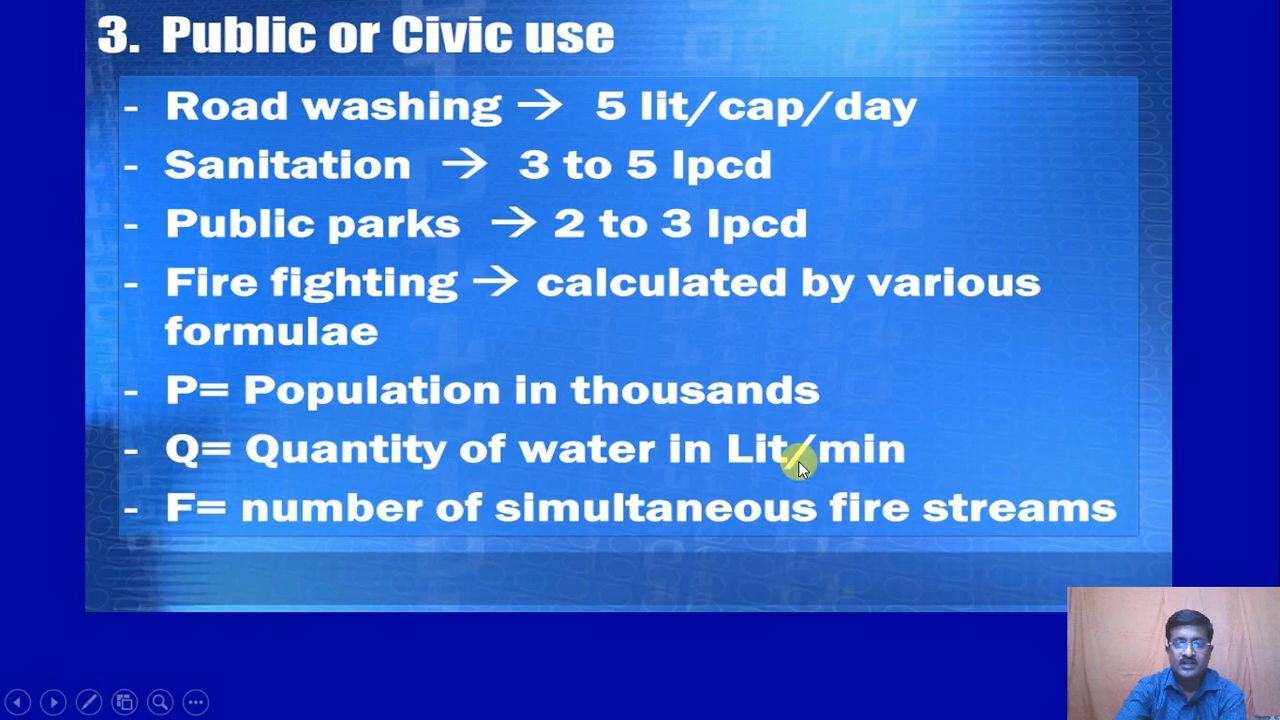 3. Public or Civic use
- Road washing → 5 lit/cap/day
- Sanitation → 3 to 5 lpcd
- Public parks → 2 to 3 lpcd
- Fire fighting → calculated by various
formulae
- P= Population in thousands
- Q= Quantity of water in Lit/min
- F= number of simultaneous fire streams